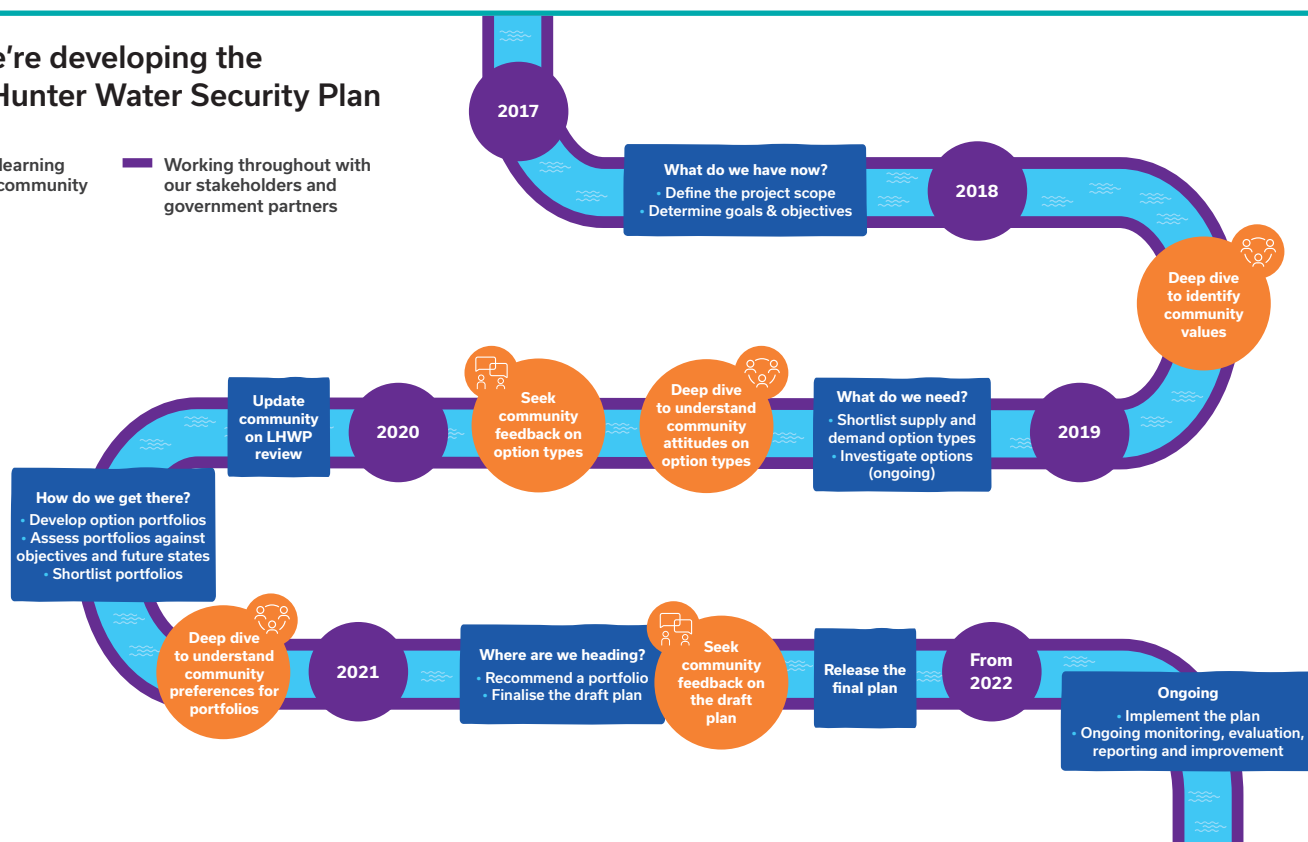 e're developing the
Hunter Water Security Plan
learning
community
Working throughout with
our stakeholders and
government partners
2017
What do we have now?
• Define the project scope
• Determine goals & objectives
2018
Deep dive
to identify
community
values
2019
What do we need?
• Shortlist supply and
demand option types
• Investigate options
(ongoing)
Deep dive
to understand
community
attitudes on
option types
Seek
community
feedback on
option types
2020
Update
community
on LHWP
review
How do we get there?
• Develop option portfolios
• Assess portfolios against
objectives and future states
• Shortlist portfolios
Deep dive
to understand
community
preferences for
portfolios
2021
Where are we heading?
• Recommend a portfolio
• Finalise the draft plan
Seek
community
feedback on
the draft
plan
Release the
final plan
From
2022
Ongoing
• Implement the plan
• Ongoing monitoring, evaluation,
reporting and improvement